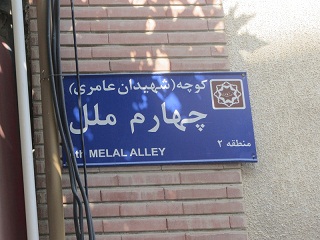 کوچه (شهیدان عامری)
چهارم ملل
th MELAL ALLEY
منطقه ۲